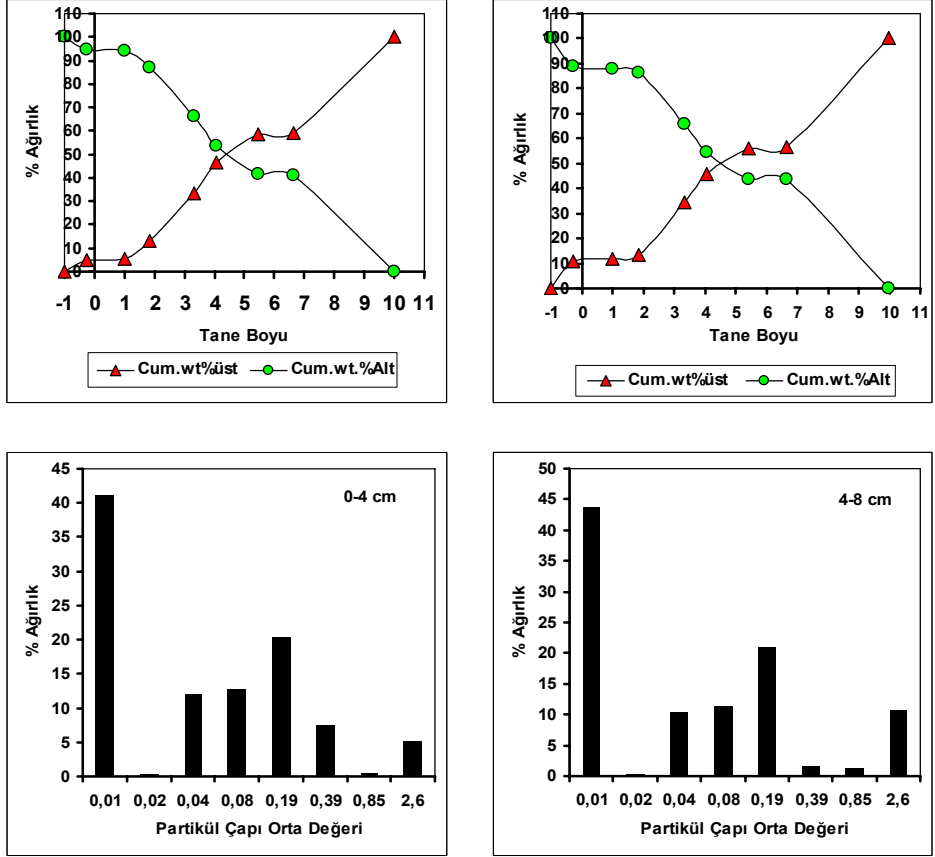 110
100
90
80
70
60
50
40
30
20
10
0
% Ağırlık
-1 0 1 2 3 4 5 6 7 8 9 10 11
Tane Boyu
Cum.wt%üst Cum.wt.%Alt
110
100
90
80
70
60
50
40
30
20
10
0
% Ağırlık
-1 0 1 2 3 4 5 6 7 8 9 10 11
Tane Boyu
Cum.wt%üst Cum.wt.%Alt
0-4 cm
45
40
35
30
25
20
15
10
5
0
% Ağırlık
0,01 0,02 0,04 0,08 0,19 0,39 0,85 2,6
Partikül Çapı Orta Değeri
4-8 cm
50
45
40
35
30
25
20
15
10
5
0
% Ağırlık
0,01 0,02 0,04 0,08 0,19 0,39 0,85 2,6
Partikül Çapı Orta Değeri